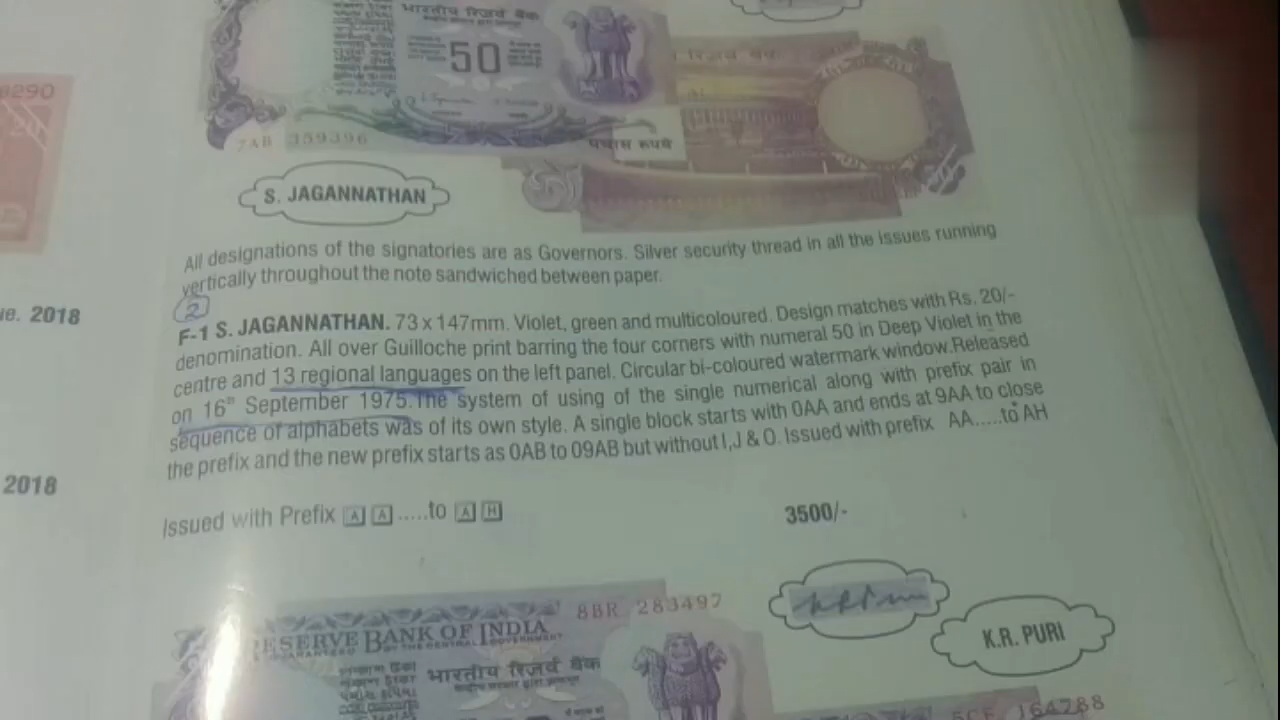 भारतीय रिज़र्व बैंक
50
7AB 359396
पचास रुपये
रिज़र्व बैंक
8290
20
50
S. JAGANNATHAN
All designations of the signatories are as Governors. Silver security thread in all the issues running
vertically throughout the note sandwiched between paper.
2
F-1 S. JAGANNATHAN. 73 x 147mm. Violet, green and multicoloured. Design matches with Rs. 20/-
denomination. All over Guilloche print barring the four corners with numeral 50 in Deep Violet in the
centre and 13 regional languages on the left panel. Circular bi-coloured watermark window.Released
on 16th September 1975.The system of using of the single numerical along with prefix pair in
sequence of alphabets was of its own style. A single block starts with 0AA and ends at 9AA to close
the prefix and the new prefix starts as 0AB to 09AB but without I,J & O. Issued with prefix AA.....to AH
ue. 2018
2018
Issued with Prefix A A .....to A H
3500/-
8BR 283497
RESERVE BANK OF INDIA
भारतीय रिज़र्व बैंक
K.R. PURI
5CF 164788